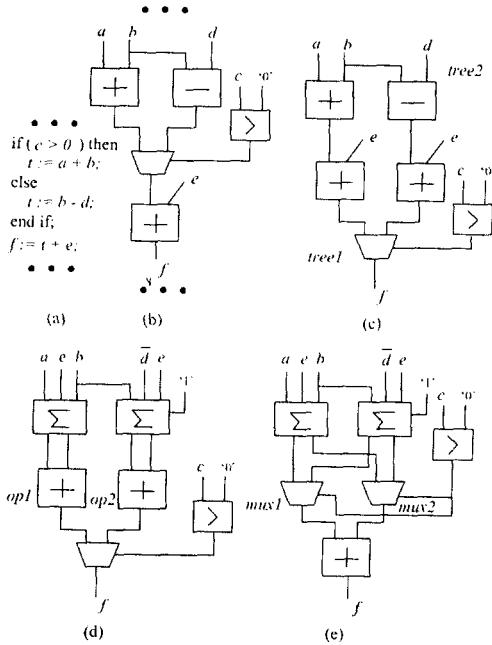 a b d
c '0'
+ −
>
if ( c > 0 ) then
t := a + b;
else
t := b - d;
end if;
f := t + e;
e
+
f
(a)
(b)
a b d
tree2
+ −
e e
+ +
c '0'
>
tree1
f
(c)
a e b d e
'1'
Σ Σ
op1 + op2 +
c '0'
>
f
(d)
a e b d e
'1'
c '0'
Σ Σ
>
mux1 mux2
+
f
(e)